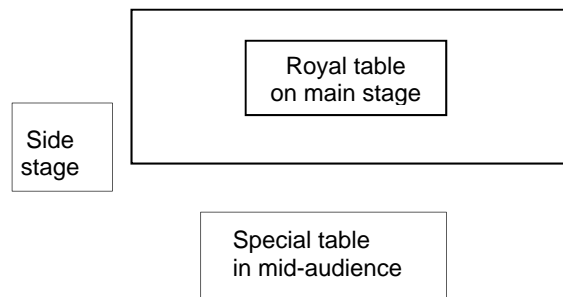 Royal table
on main stage
Side
stage
Special table
in mid-audience